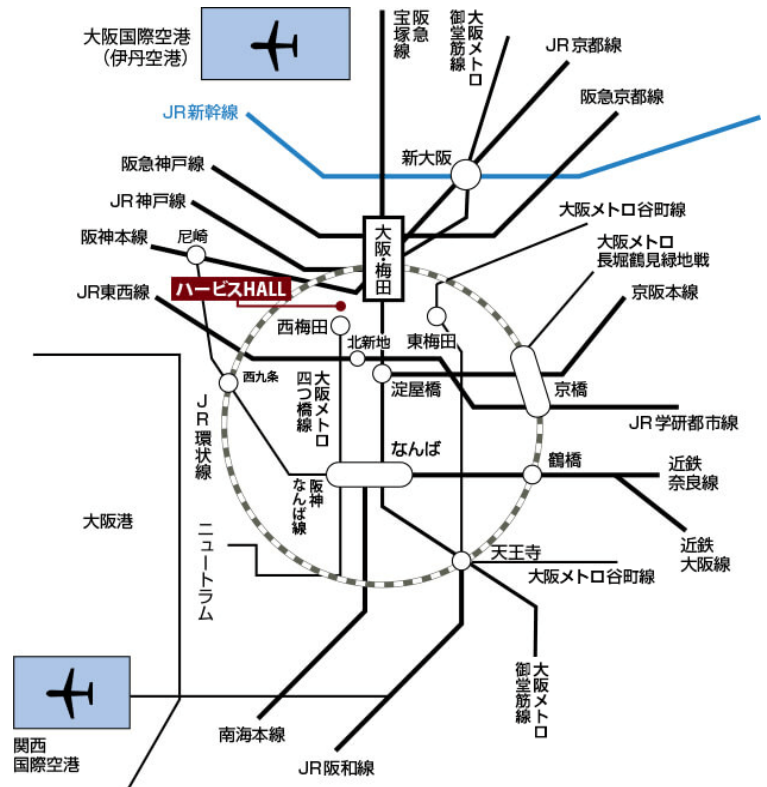 大阪国際空港
（伊丹空港）
阪急
宝塚線
大阪メトロ
御堂筋線
JR京都線
阪急京都線
JR新幹線
新大阪
阪急神戸線
JR神戸線
阪神本線
尼崎
大阪・梅田
大阪メトロ谷町線
大阪メトロ
長堀鶴見緑地戦
ハービスHALL
JR東西線
西梅田
東梅田
京阪本線
北新地
西九条
淀屋橋
京橋
大阪メトロ
四つ橋線
JR環状線
JR学研都市線
なんば
鶴橋
近鉄
奈良線
阪神
なんば線
大阪港
ニュートラム
天王寺
近鉄
大阪線
大阪メトロ谷町線
大阪メトロ
御堂筋線
関西
国際空港
南海本線
JR阪和線